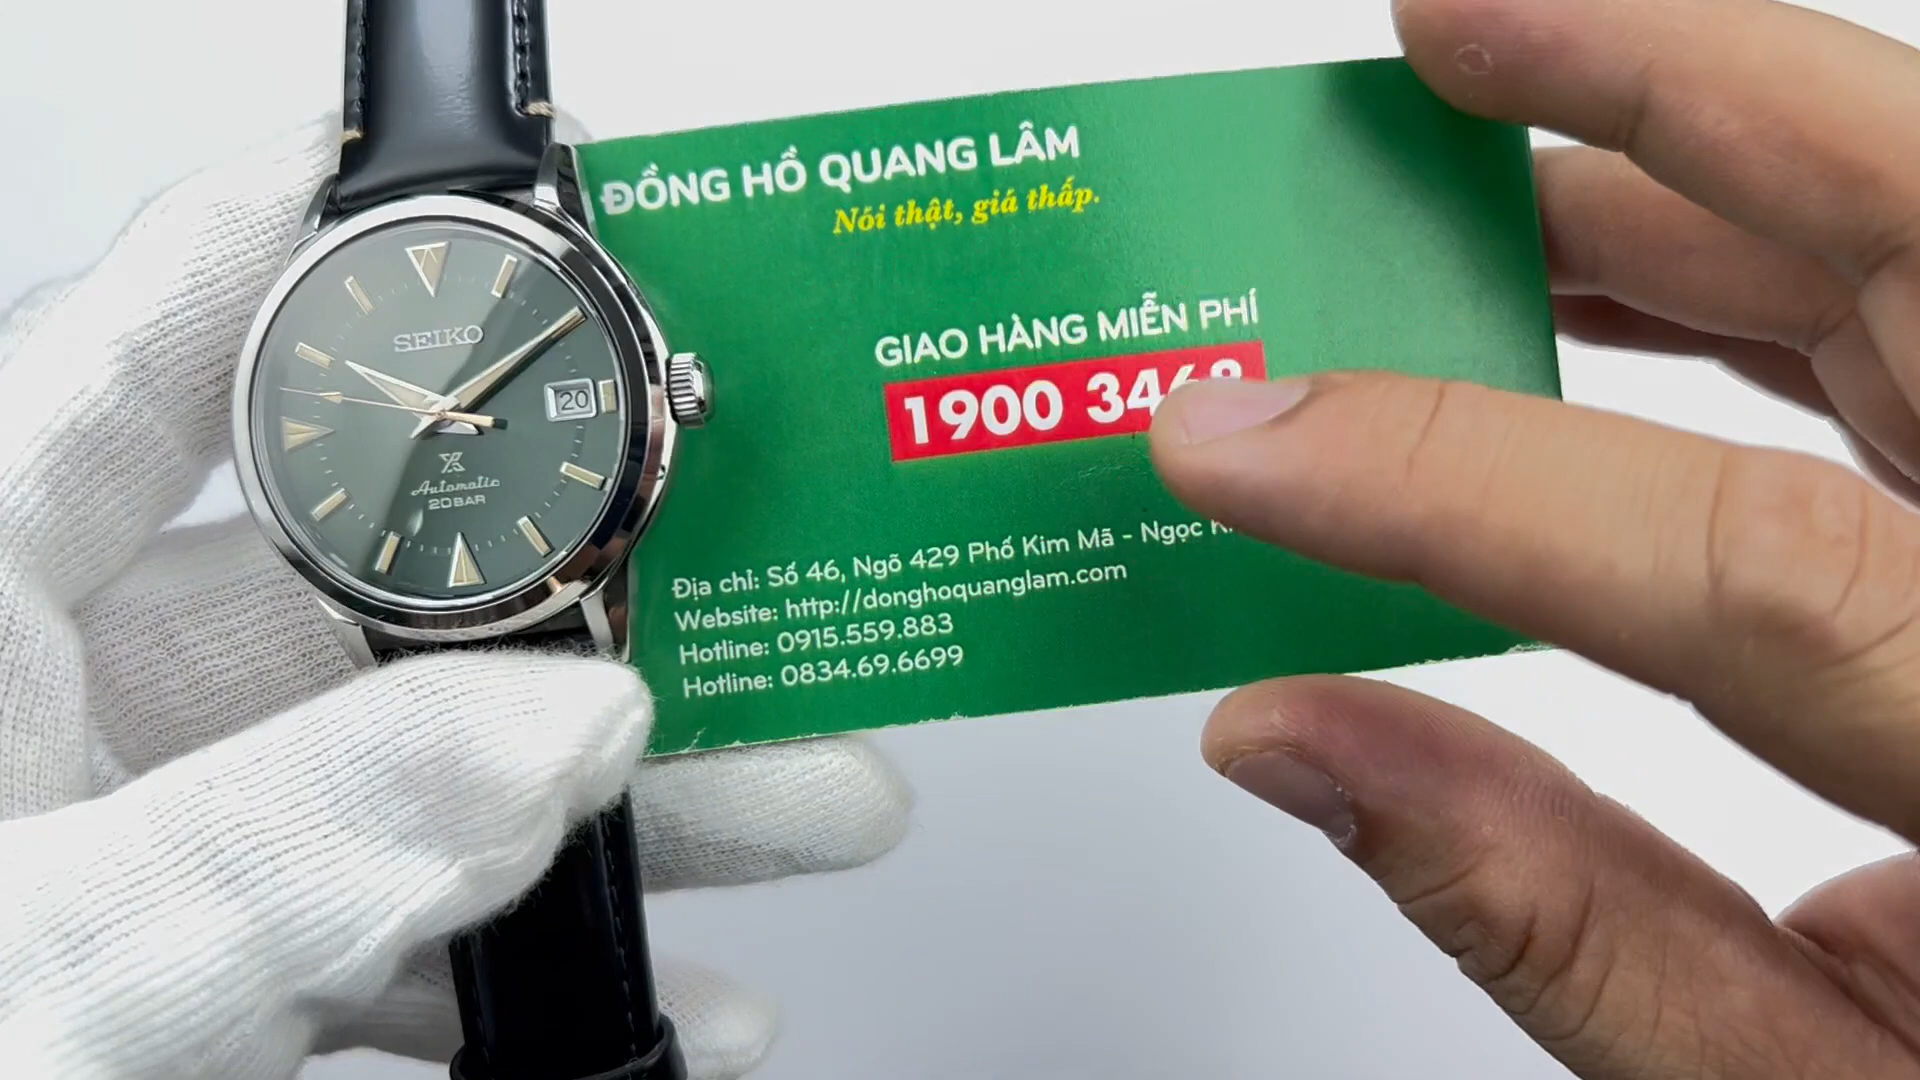 SEIKO
20
Automatic
20BAR
ĐỒNG HỒ QUANG LÂM
Nói thật, giá thấp.
GIAO HÀNG MIỄN PHÍ
1900
Địa chỉ: Số 46, Ngõ 429 Phố Kim Mã - Ngọc
Website: http://donghoquanglam.com
Hotline: 0915.559.883
Hotline: 0834.69.6699